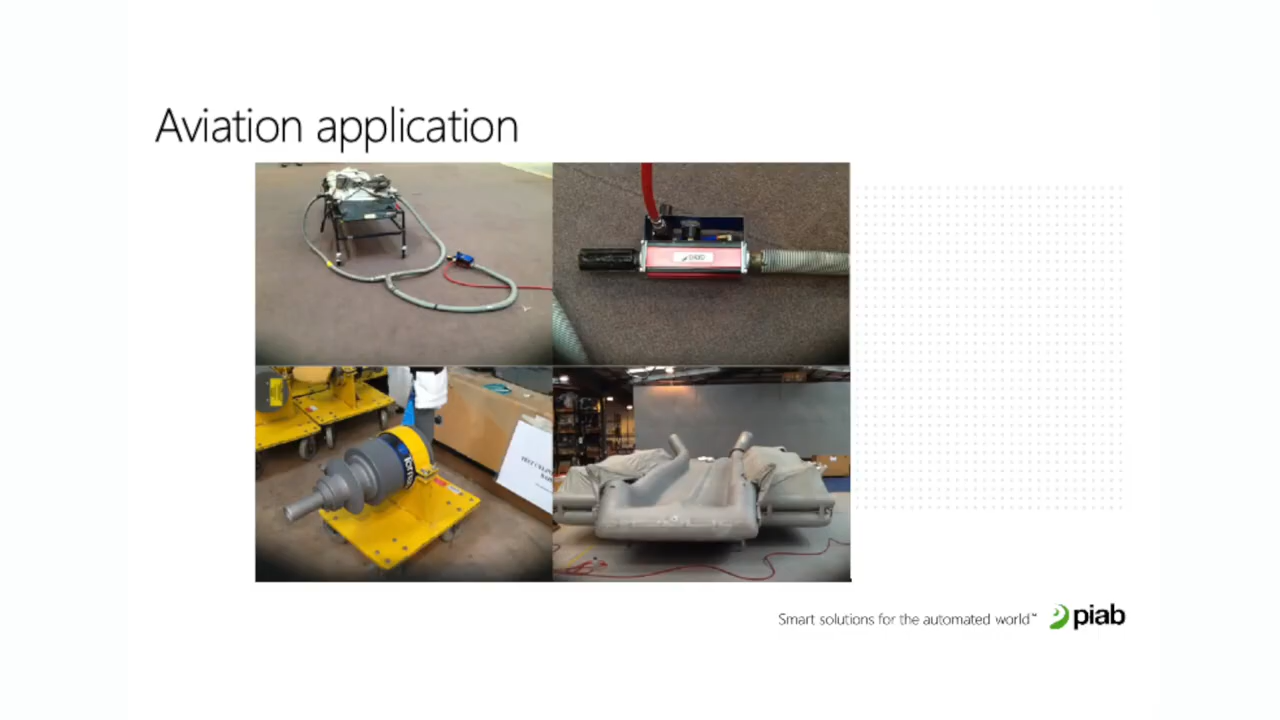 Aviation application
Smart solutions for the automated world™
piab